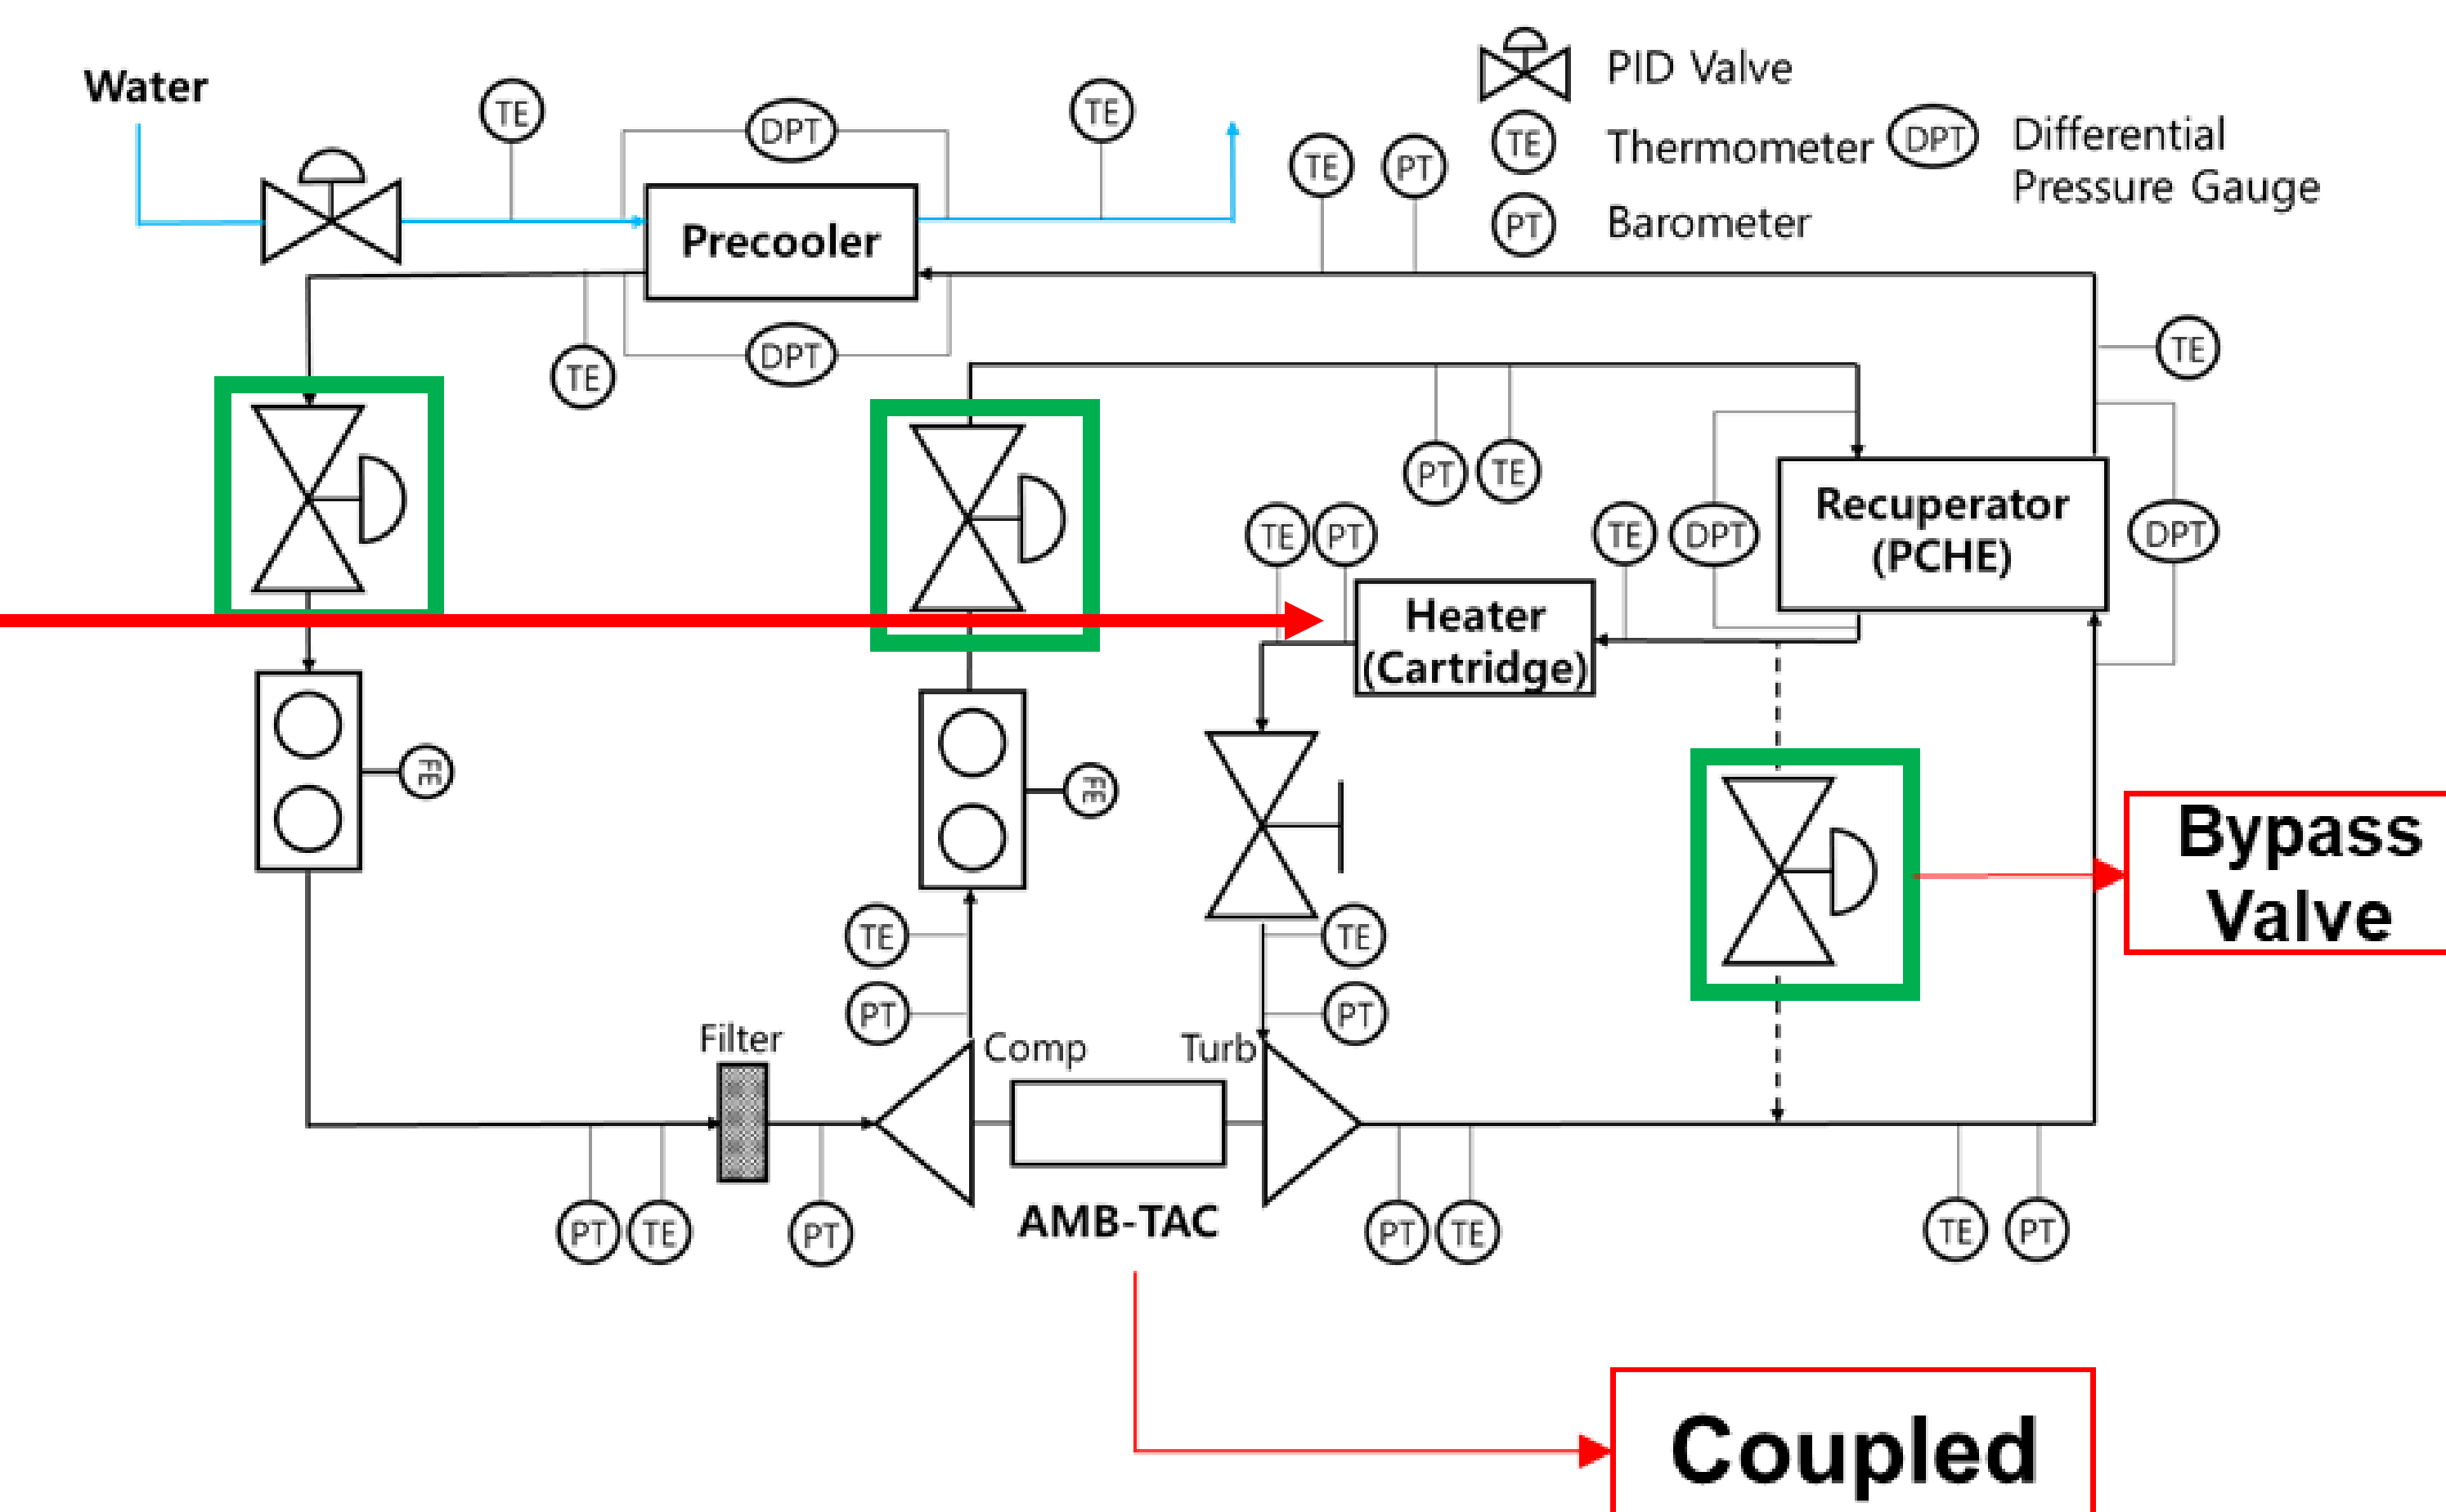 Water
TE
DPT
TE
TE
PT
PID Valve
TE
Thermometer
DPT
Differential
Pressure Gauge
PT
Barometer
Precooler
TE
DPT
TE
PT
TE
TE
PT
TE
DPT
Recuperator
(PCHE)
DPT
Heater
(Cartridge)
FE
FE
Bypass
Valve
TE
TE
PT
PT
Filter
Comp
Turb
PT
TE
PT
AMB-TAC
PT
TE
TE
PT
Coupled